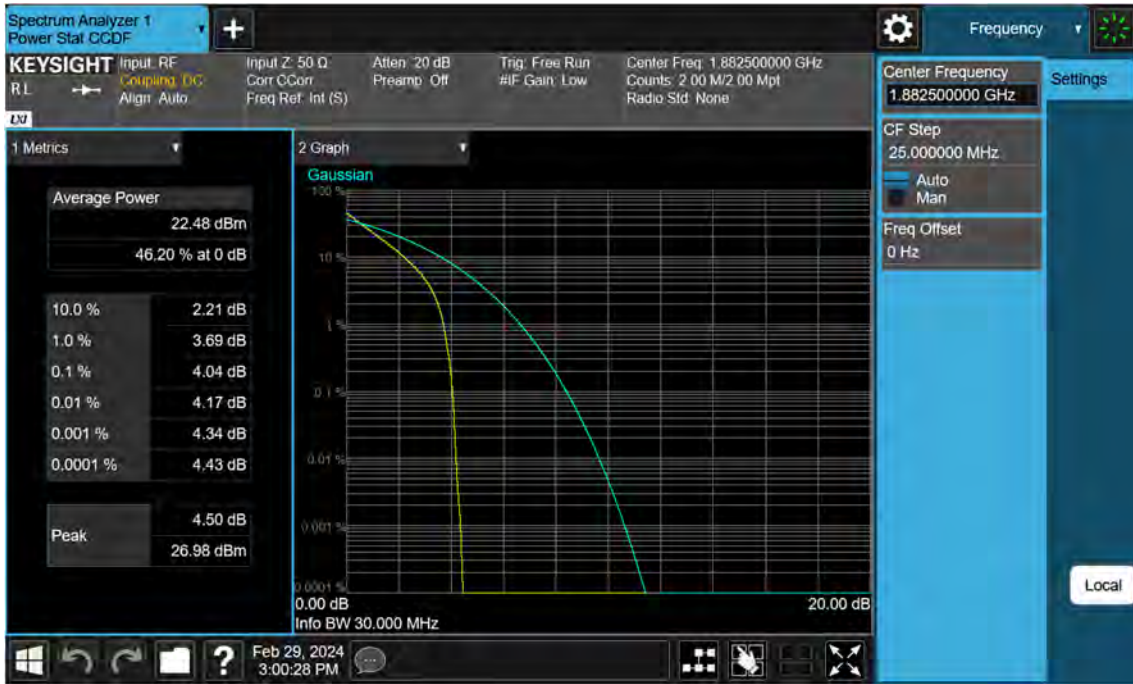 Spectrum Analyzer 1
Power Stat CCDF
+
Frequency
KEYSIGHT
R L
LXI
Input: RF
Coupling: DC
Align: Auto
Input Z: 50 Ω
Corr CCorr
Freq Ref: Int (S)
Atten: 20 dB
Preamp: Off
Trig: Free Run
#IF Gain: Low
Center Freq: 1.882500000 GHz
Counts: 2.00 M/2.00 Mpt
Radio Std: None
Center Frequency
1.882500000 GHz
Settings
CF Step
25.000000 MHz
Auto
Man
Freq Offset
0 Hz
1 Metrics
Average Power
22.48 dBm
46.20 % at 0 dB
10.0 % 2.21 dB
1.0 % 3.69 dB
0.1 % 4.04 dB
0.01 % 4.17 dB
0.001 % 4.34 dB
0.0001 % 4.43 dB
Peak
4.50 dB
26.98 dBm
2 Graph
Gaussian
100 %
10 %
1 %
0.1 %
0.01 %
0.001 %
0.0001 %
0.00 dB 20.00 dB
Info BW 30.000 MHz
Local
?
Feb 29, 2024
3:00:28 PM